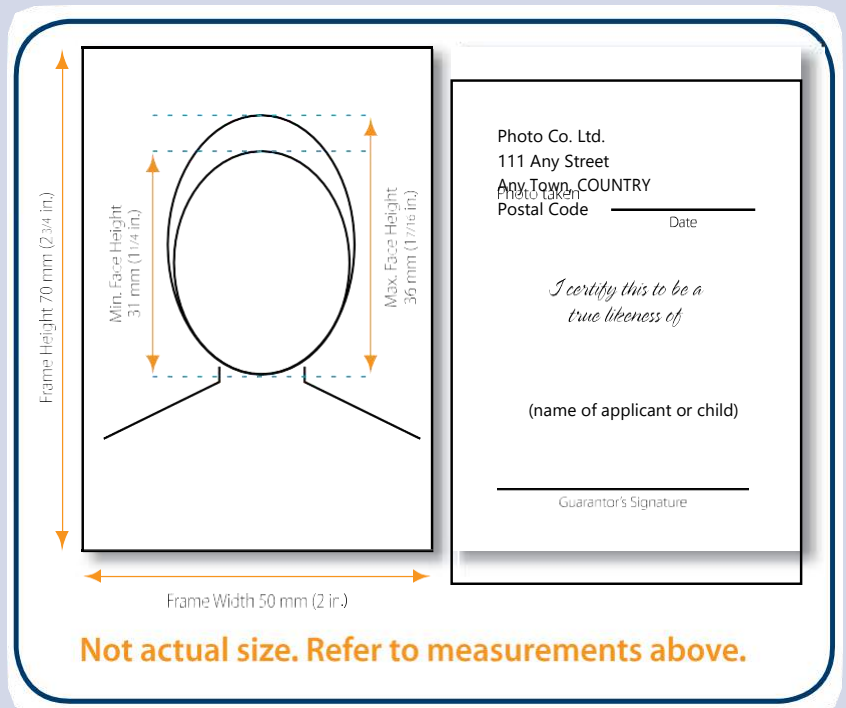 Frame Height 70 mm (2 3/4 in.)
Min. Face Height
31 mm (1 1/4 in.)
Max. Face Height
36 mm (1 7/16 in.)
Frame Width 50 mm (2 in.)
Photo Co. Ltd.
111 Any Street
Any Town, COUNTRY
Photo taken
Postal Code
Date
I certify this to be a
true likeness of
(name of applicant or child)
Guarantor's Signature
Not actual size. Refer to measurements above.